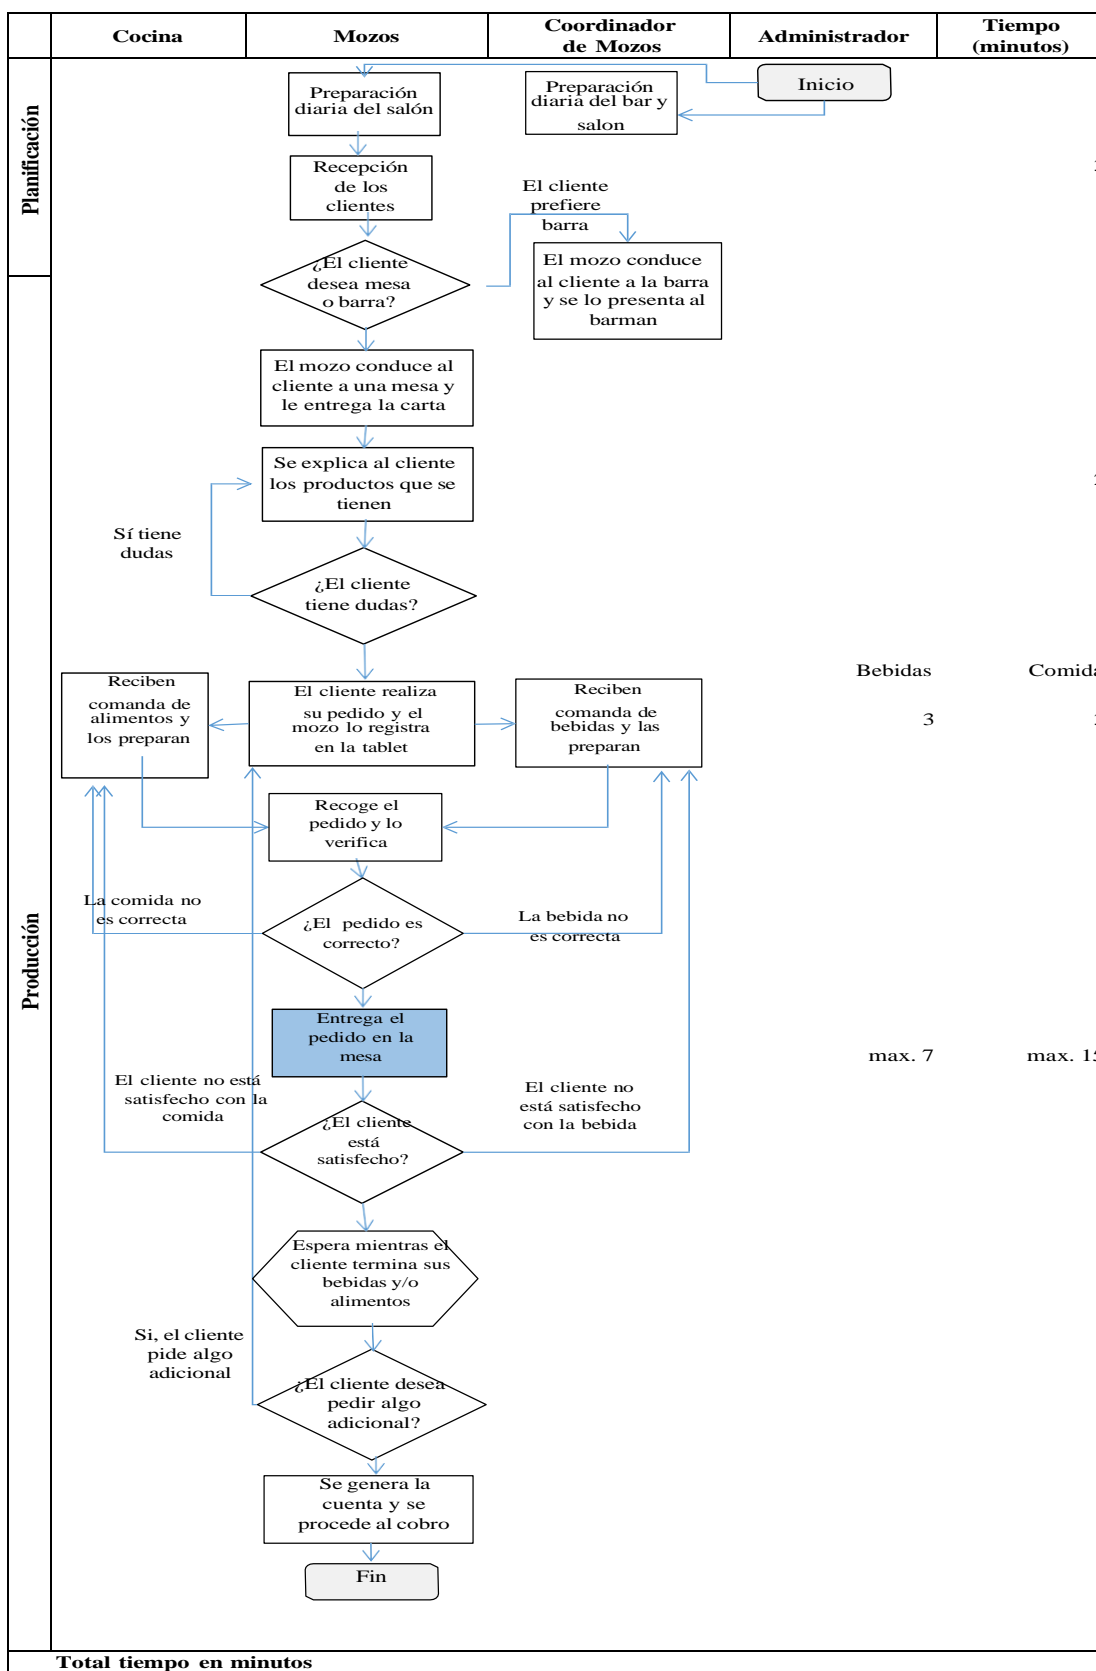 Cocina
Mozos
Coordinador
de Mozos
Administrador
Tiempo
(minutos)
Planificación
Inicio
Preparación
diaria del salón
Preparación
diaria del bar y
salon
Recepción
de los
clientes
El cliente
prefiere
barra
¿El cliente
desea mesa
o barra?
El mozo conduce
al cliente a la barra
y se lo presenta al
barman
Producción
El mozo conduce al
cliente a una mesa y
le entrega la carta
Se explica al cliente
los productos que se
tienen
Sí tiene
dudas
¿El cliente
tiene dudas?
Bebidas
Comida
Reciben
comanda de
alimentos y
los preparan
El cliente realiza
su pedido y el
mozo lo registra
en la tablet
Reciben
comanda de
bebidas y las
preparan
3
Recoge el
pedido y lo
verifica
La comida no
es correcta
¿El pedido es
correcto?
La bebida no
es correcta
Entrega el
pedido en la
mesa
max. 7
max. 15
El cliente no está
satisfecho con la
comida
¿El cliente
está
satisfecho?
El cliente no
está satisfecho
con la bebida
Espera mientras el
cliente termina sus
bebidas y/o
alimentos
Si, el cliente
pide algo
adicional
¿El cliente desea
pedir algo
adicional?
Se genera la
cuenta y se
procede al cobro
Fin
Total tiempo en minutos